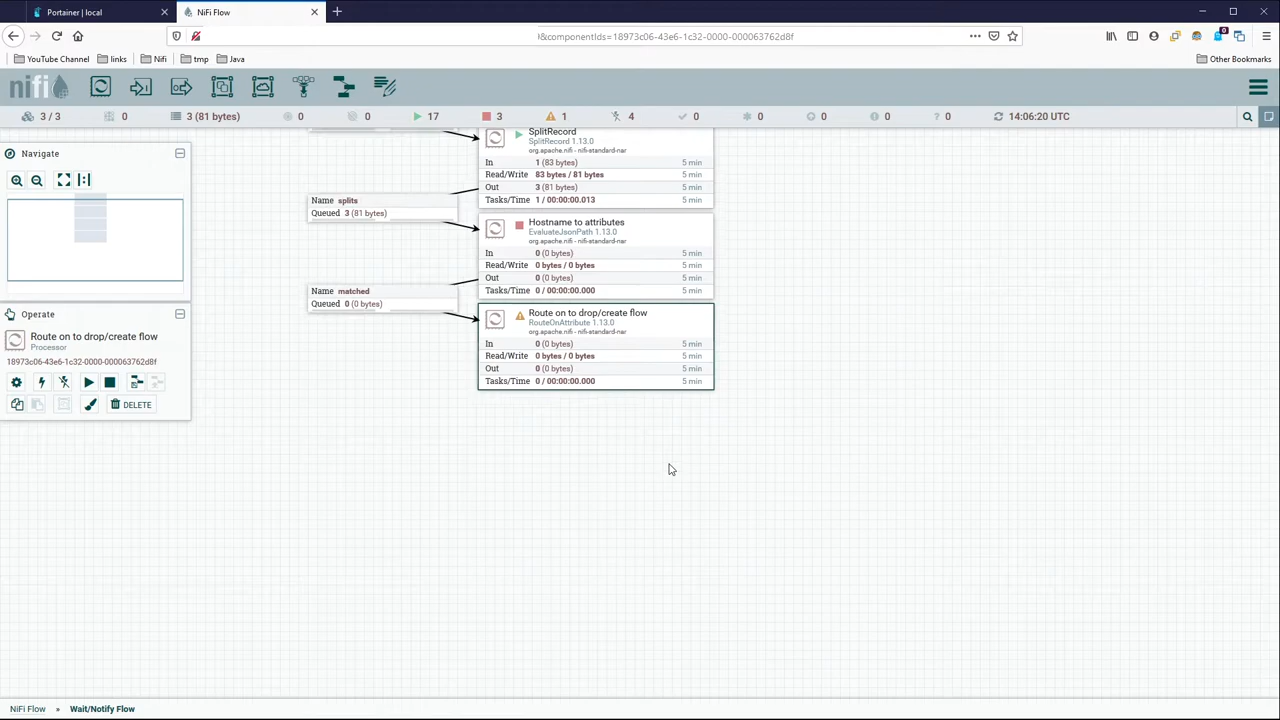 Portainer | local
NiFi Flow
l&componentIds=18973c06-43e6-1c32-0000-000063762d8f
YouTube Channel
links
Nifi
tmp
Java
Other Bookmarks
nifi
3 / 3
0
3 (81 bytes)
0
0
17
3
1
4
0
0
0
0
0
14:06:20 UTC
Navigate
Operate
Route on to drop/create flow
Processor
18973c06-43e6-1c32-0000-000063762d8f
DELETE
SplitRecord
SplitRecord 1.13.0
org.apache.nifi - nifi-standard-nar
In 1 (83 bytes) 5 min
Read/Write 83 bytes / 81 bytes 5 min
Out 3 (81 bytes) 5 min
Tasks/Time 1 / 00:00:00.013 5 min
Name splits
Queued 3 (81 bytes)
Hostname to attributes
EvaluateJsonPath 1.13.0
org.apache.nifi - nifi-standard-nar
In 0 (0 bytes) 5 min
Read/Write 0 bytes / 0 bytes 5 min
Out 0 (0 bytes) 5 min
Tasks/Time 0 / 00:00:00.000 5 min
Name matched
Queued 0 (0 bytes)
Route on to drop/create flow
RouteOnAttribute 1.13.0
org.apache.nifi - nifi-standard-nar
In 0 (0 bytes) 5 min
Read/Write 0 bytes / 0 bytes 5 min
Out 0 (0 bytes) 5 min
Tasks/Time 0 / 00:00:00.000 5 min
NiFi Flow » Wait/Notify Flow